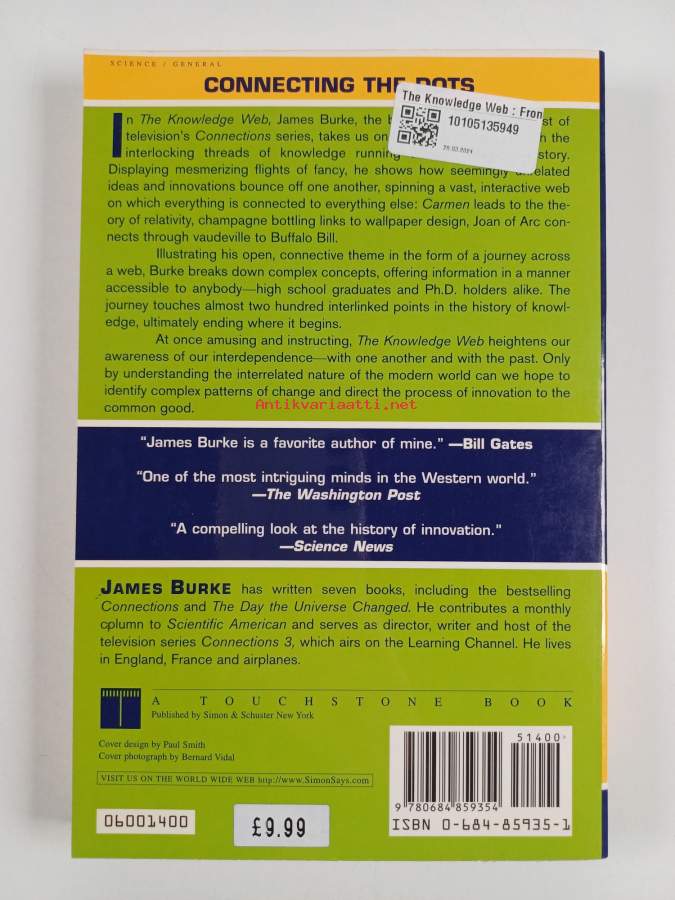 SCIENCE / GENERAL
CONNECTING THE DOTS
The Knowledge Web : Fron
10105135949
In The Knowledge Web, James Burke, the b st of
television's Connections series, takes us on the
interlocking threads of knowledge running story.
Displaying mesmerizing flights of fancy, he shows how seemingly unrelated
ideas and innovations bounce off one another, spinning a vast, interactive web
on which everything is connected to everything else: Carmen leads to the the-
ory of relativity, champagne bottling links to wallpaper design, Joan of Arc con-
nects through vaudeville to Buffalo Bill.
Illustrating his open, connective theme in the form of a journey across
a web, Burke breaks down complex concepts, offering information in a manner
accessible to anybody—high school graduates and Ph.D. holders alike. The
journey touches almost two hundred interlinked points in the history of knowl-
edge, ultimately ending where it begins.
At once amusing and instructing, The Knowledge Web heightens our
awareness of our interdependence—with one another and with the past. Only
by understanding the interrelated nature of the modern world can we hope to
identify complex patterns of change and direct the process of innovation to the
common good.
Antikvariaatti.net
"James Burke is a favorite author of mine." —Bill Gates
"One of the most intriguing minds in the Western world."
—The Washington Post
"A compelling look at the history of innovation."
—Science News
JAMES BURKE has written seven books, including the bestselling
Connections and The Day the Universe Changed. He contributes a monthly
column to Scientific American and serves as director, writer and host of the
television series Connections 3, which airs on the Learning Channel. He lives
in England, France and airplanes.
A TOUCHSTONE BOOK
Published by Simon & Schuster New York
Cover design by Paul Smith
Cover photograph by Bernard Vidal
VISIT US ON THE WORLD WIDE WEB http://www.SimonSays.com
06001400
£9.99
51400
9 780684 859354
ISBN 0-684-85935-1